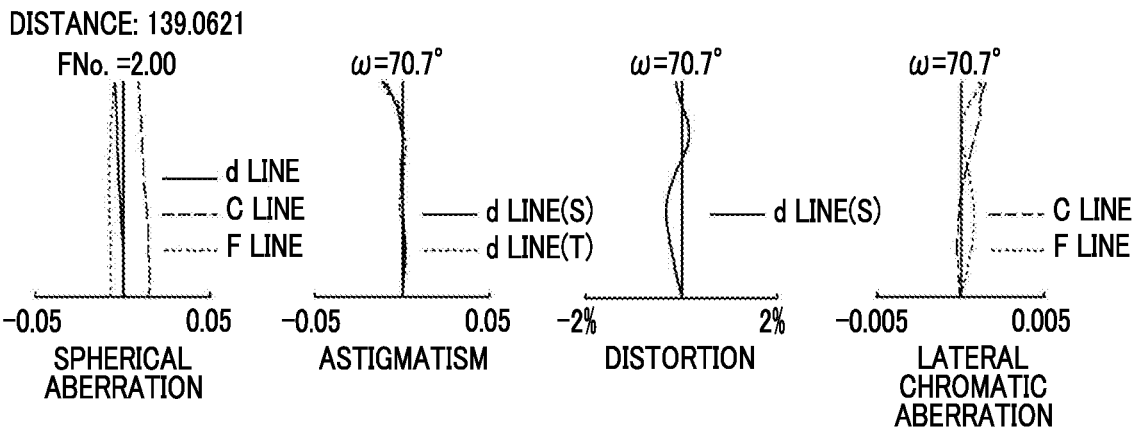 DISTANCE: 139.0621
FNo. =2.00
d LINE
C LINE
F LINE
-0.05 0.05
SPHERICAL
ABERRATION
ω=70.7°
d LINE(S)
d LINE(T)
-0.05 0.05
ASTIGMATISM
ω=70.7°
d LINE(S)
-2% 2%
DISTORTION
ω=70.7°
C LINE
F LINE
-0.005 0.005
LATERAL
CHROMATIC
ABERRATION